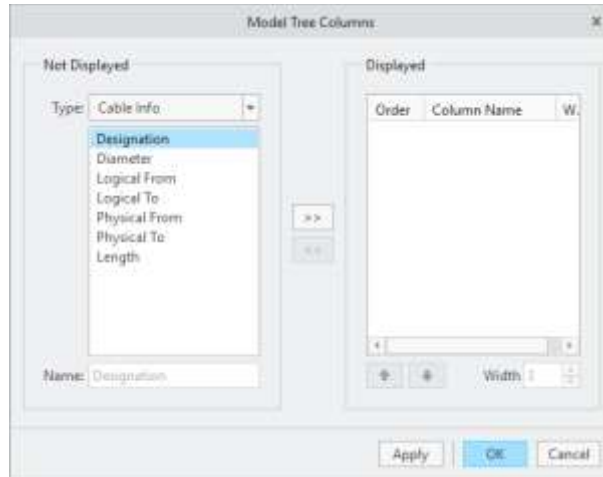 Model Tree Columns
Not Displayed
Type: Cable Info
Designation
Diameter
Logical From
Logical To
Physical From
Physical To
Length
Name: Designation
>>
<<
Displayed
Order Column Name W.
Width
Apply OK Cancel